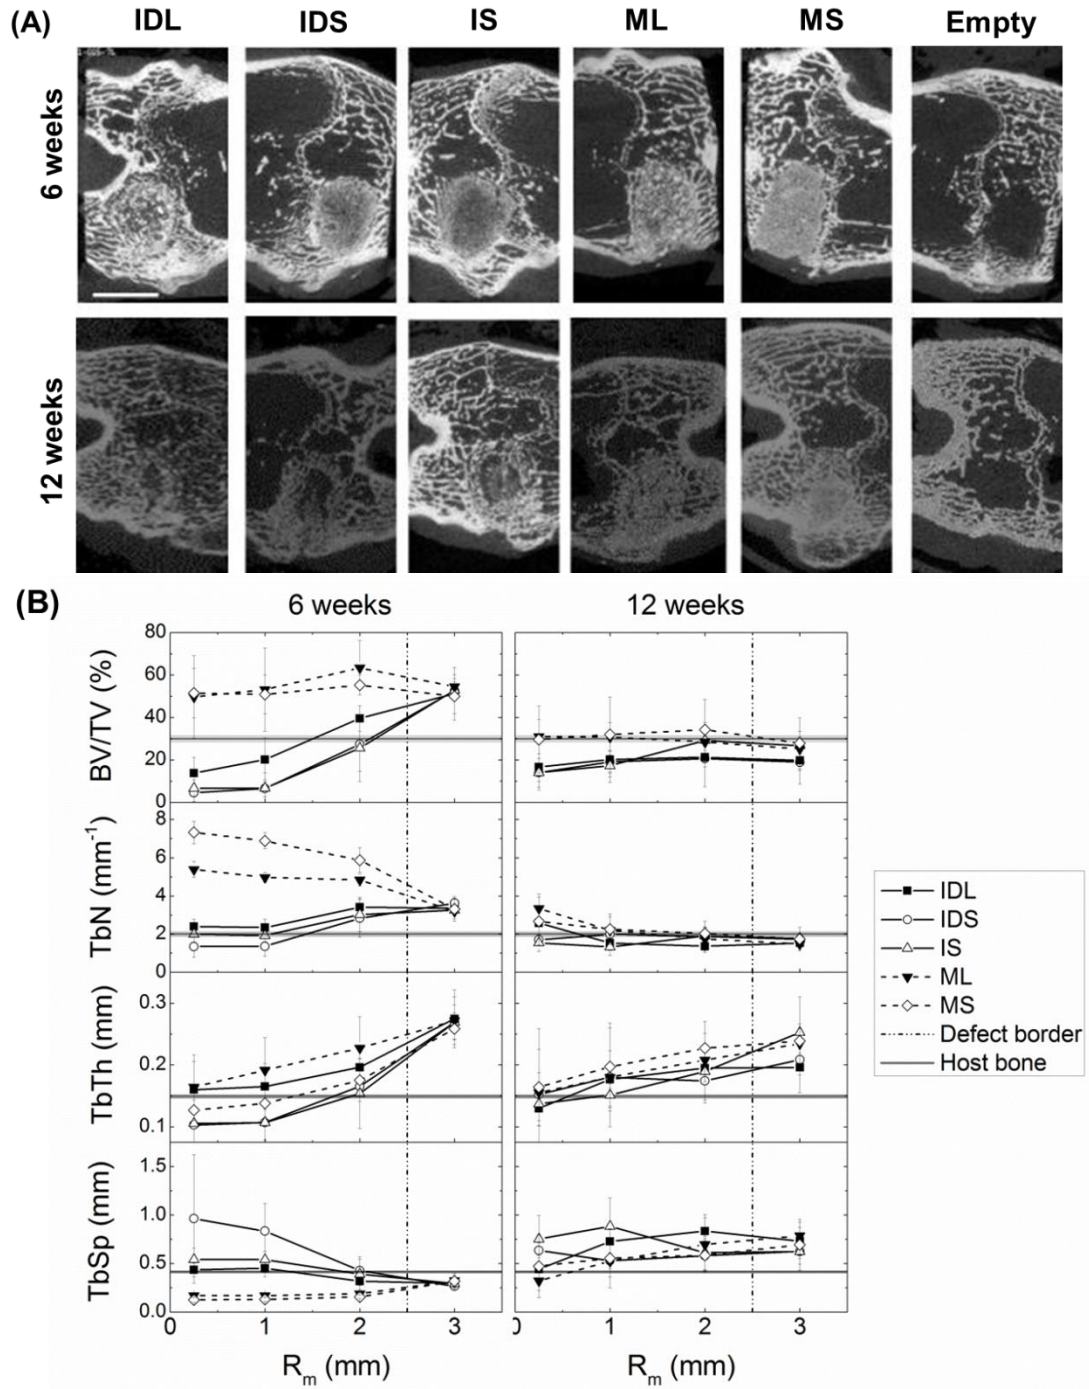 (A)
IDL IDS IS ML MS Empty
6 weeks
12 weeks
(B)
6 weeks 12 weeks
BV/TV (%)
80
60
40
20
0
TbN (mm⁻¹)
8
6
4
2
0
TbTh (mm)
0.3
0.2
0.1
TbSp (mm)
1.5
1.0
0.5
0.0
0 1 2 3 0 1 2 3
Rₘ (mm) Rₘ (mm)
IDL
IDS
IS
ML
MS
Defect border
Host bone